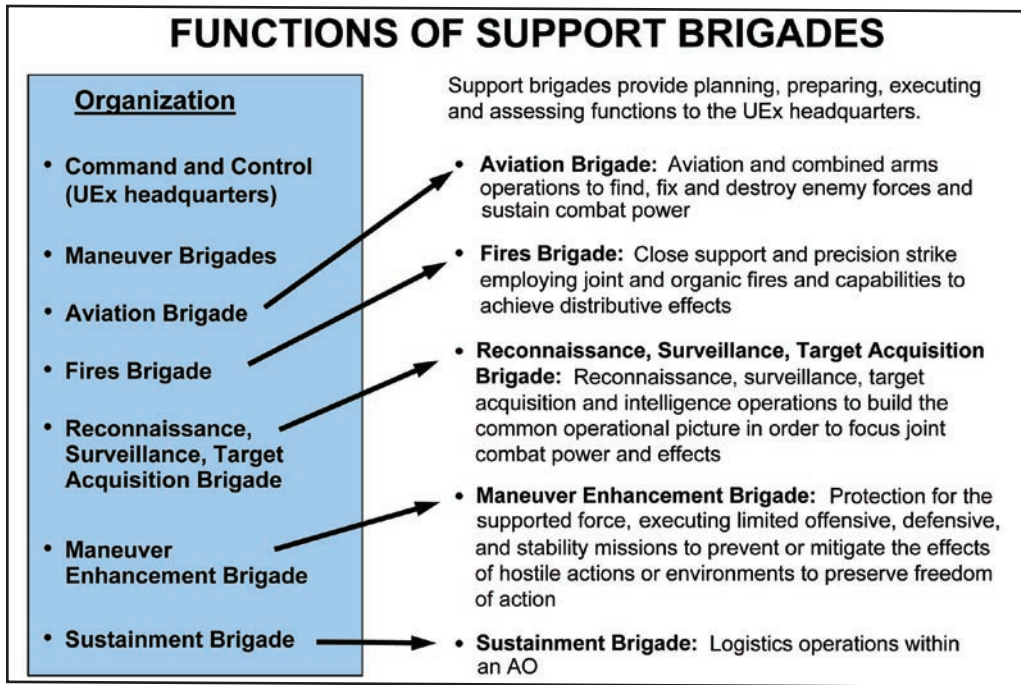 FUNCTIONS OF SUPPORT BRIGADES
Organization
• Command and Control
(UEx headquarters)
• Maneuver Brigades
• Aviation Brigade
• Fires Brigade
• Reconnaissance,
Surveillance, Target
Acquisition Brigade
• Maneuver
Enhancement Brigade
• Sustainment Brigade
Support brigades provide planning, preparing, executing
and assessing functions to the UEx headquarters.
• Aviation Brigade: Aviation and combined arms
operations to find, fix and destroy enemy forces and
sustain combat power
• Fires Brigade: Close support and precision strike
employing joint and organic fires and capabilities to
achieve distributive effects
• Reconnaissance, Surveillance, Target Acquisition
Brigade: Reconnaissance, surveillance, target
acquisition and intelligence operations to build the
common operational picture in order to focus joint
combat power and effects
• Maneuver Enhancement Brigade: Protection for the
supported force, executing limited offensive, defensive,
and stability missions to prevent or mitigate the effects
of hostile actions or environments to preserve freedom
of action
• Sustainment Brigade: Logistics operations within
an AO